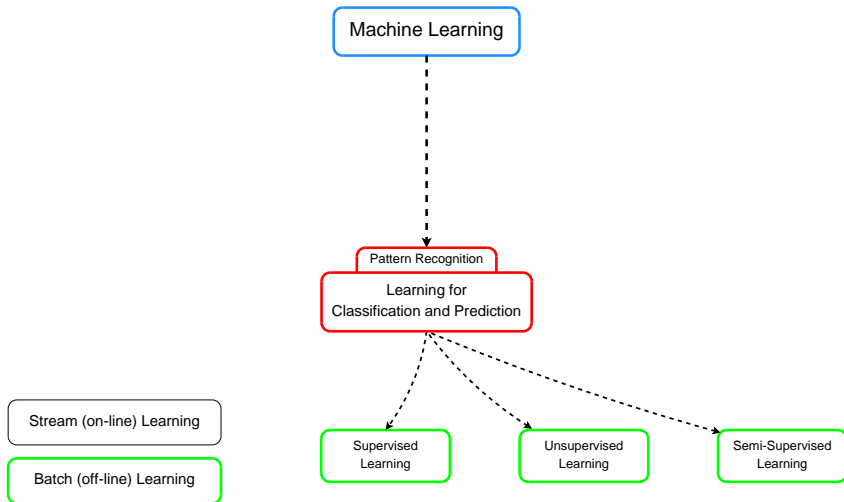 Machine Learning
Pattern Recognition
Learning for
Classification and Prediction
Stream (on-line) Learning
Batch (off-line) Learning
Supervised
Learning
Unsupervised
Learning
Semi-Supervised
Learning